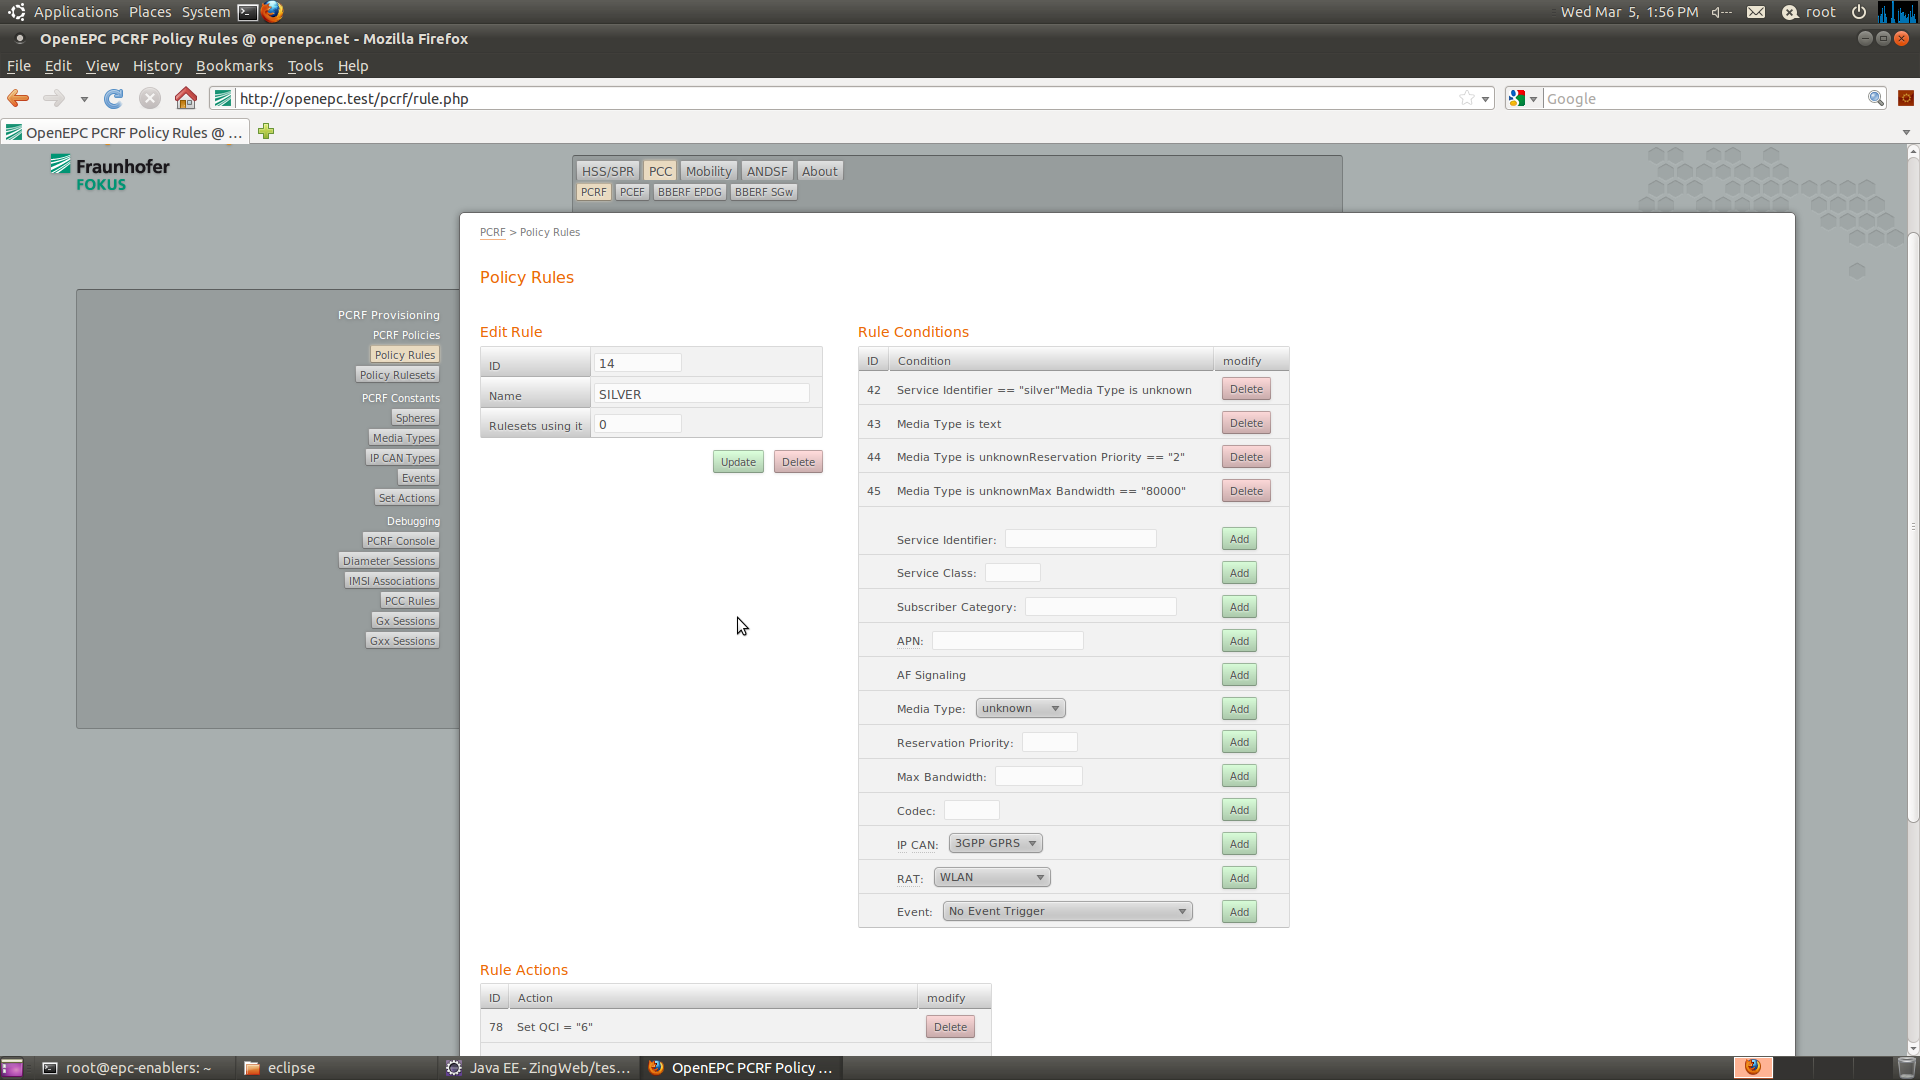 Applications Places System
Wed Mar 5, 1:56 PM
root
OpenEPC PCRF Policy Rules @ openepc.net - Mozilla Firefox
File Edit View History Bookmarks Tools Help
http://openepc.test/pcrf/rule.php
Google
OpenEPC PCRF Policy Rules @ ...
Fraunhofer
FOKUS
HSS/SPR PCC Mobility ANDSF About
PCRF PCEF BBERF EPDG BBERF SGw
PCRF Provisioning
PCRF Policies
Policy Rules
Policy Rulesets
PCRF Constants
Spheres
Media Types
IP CAN Types
Events
Set Actions
Debugging
PCRF Console
Diameter Sessions
IMSI Associations
PCC Rules
Gx Sessions
Gxx Sessions
PCRF > Policy Rules
Policy Rules
Edit Rule
ID 14
Name SILVER
Rulesets using it 0
Update Delete
Rule Conditions
ID Condition modify
42 Service Identifier == "silver"Media Type is unknown Delete
43 Media Type is text Delete
44 Media Type is unknownReservation Priority == "2" Delete
45 Media Type is unknownMax Bandwidth == "80000" Delete
Service Identifier: Add
Service Class: Add
Subscriber Category: Add
APN: Add
AF Signaling Add
Media Type: unknown Add
Reservation Priority: Add
Max Bandwidth: Add
Codec: Add
IP CAN: 3GPP GPRS Add
RAT: WLAN Add
Event: No Event Trigger Add
Rule Actions
ID Action modify
78 Set QCI = "6" Delete
root@epc-enablers: ~
eclipse
Java EE - ZingWeb/tes...
OpenEPC PCRF Policy ...